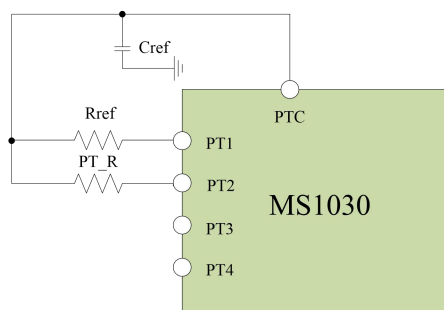 Cref
PTC
Rref
PT1
PT_R
PT2
MS1030
PT3
PT4